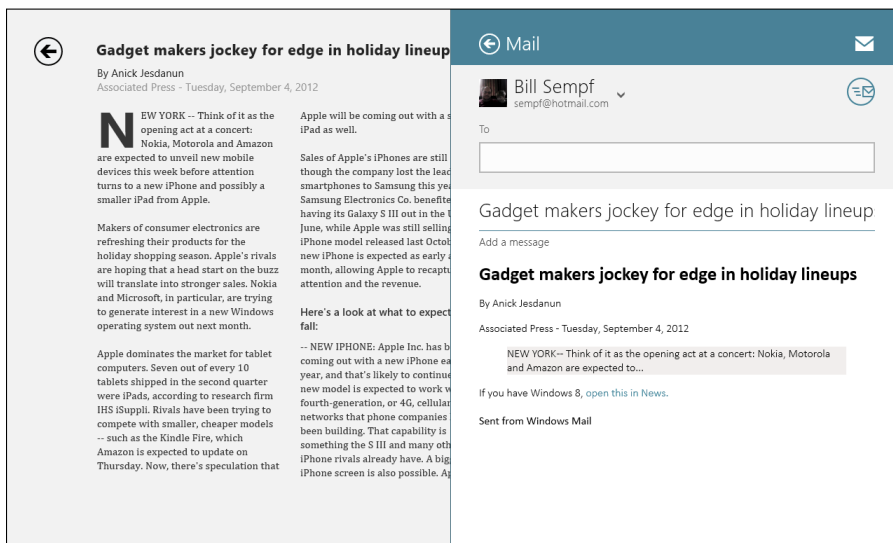 Gadget makers jockey for edge in holiday lineup
By Anick Jesdanun
Associated Press - Tuesday, September 4, 2012
NEW YORK -- Think of it as the
opening act at a concert:
Nokia, Motorola and Amazon
are expected to unveil new mobile
devices this week before attention
turns to a new iPhone and possibly a
smaller iPad from Apple.
Makers of consumer electronics are
refreshing their products for the
holiday shopping season. Apple's rivals
are hoping that a head start on the buzz
will translate into stronger sales. Nokia
and Microsoft, in particular, are trying
to generate interest in a new Windows
operating system out next month.
Apple dominates the market for tablet
computers. Seven out of every 10
tablets shipped in the second quarter
were iPads, according to research firm
IHS iSuppli. Rivals have been trying to
compete with smaller, cheaper models
-- such as the Kindle Fire, which
Amazon is expected to update on
Thursday. Now, there's speculation that
Apple will be coming out with a s
iPad as well.
Sales of Apple's iPhones are still
though the company lost the lead
smartphones to Samsung this yea
Samsung Electronics Co. benefite
having its Galaxy S III out in the U
June, while Apple was still selling
iPhone model released last Octob
new iPhone is expected as early a
month, allowing Apple to recaptu
attention and the revenue.
Here's a look at what to expect
fall:
-- NEW IPHONE: Apple Inc. has b
coming out with a new iPhone ea
year, and that's likely to continue
new model is expected to work w
fourth-generation, or 4G, cellular
networks that phone companies
been building. That capability is
something the S III and many oth
iPhone rivals already have. A big
iPhone screen is also possible. Ap
Mail
Bill Sempf
sempf@hotmail.com
To
Gadget makers jockey for edge in holiday lineup
Add a message
Gadget makers jockey for edge in holiday lineups
By Anick Jesdanun
Associated Press - Tuesday, September 4, 2012
NEW YORK-- Think of it as the opening act at a concert: Nokia, Motorola
and Amazon are expected to...
If you have Windows 8, open this in News.
Sent from Windows Mail